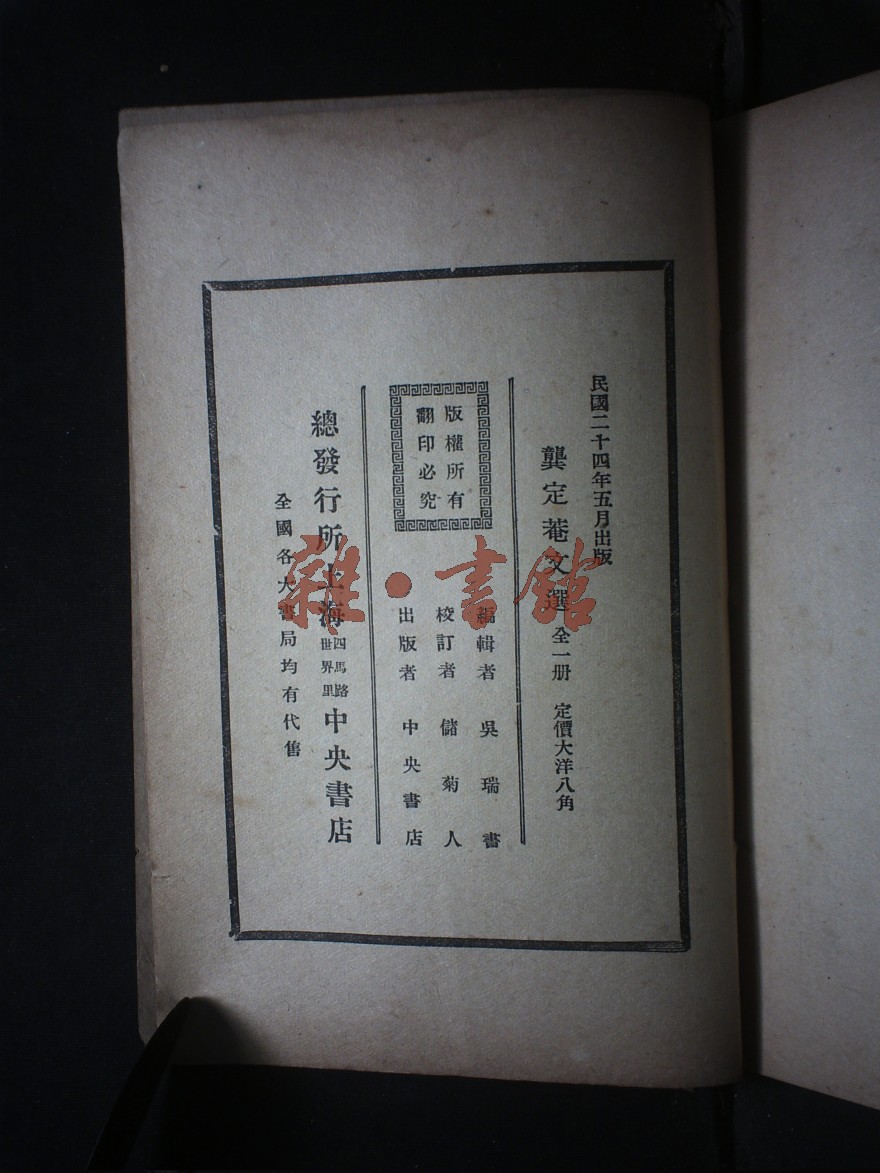 民國二十四年五月出版
龔定菴文選 全一册 定價大洋八角
版權所有
翻印必究
編輯者 吳瑞書
校訂者 儲菊人
出版者 中央書店
總發行所上海四馬路世界里中央書店
全國各大書局均有代售
雜·書館